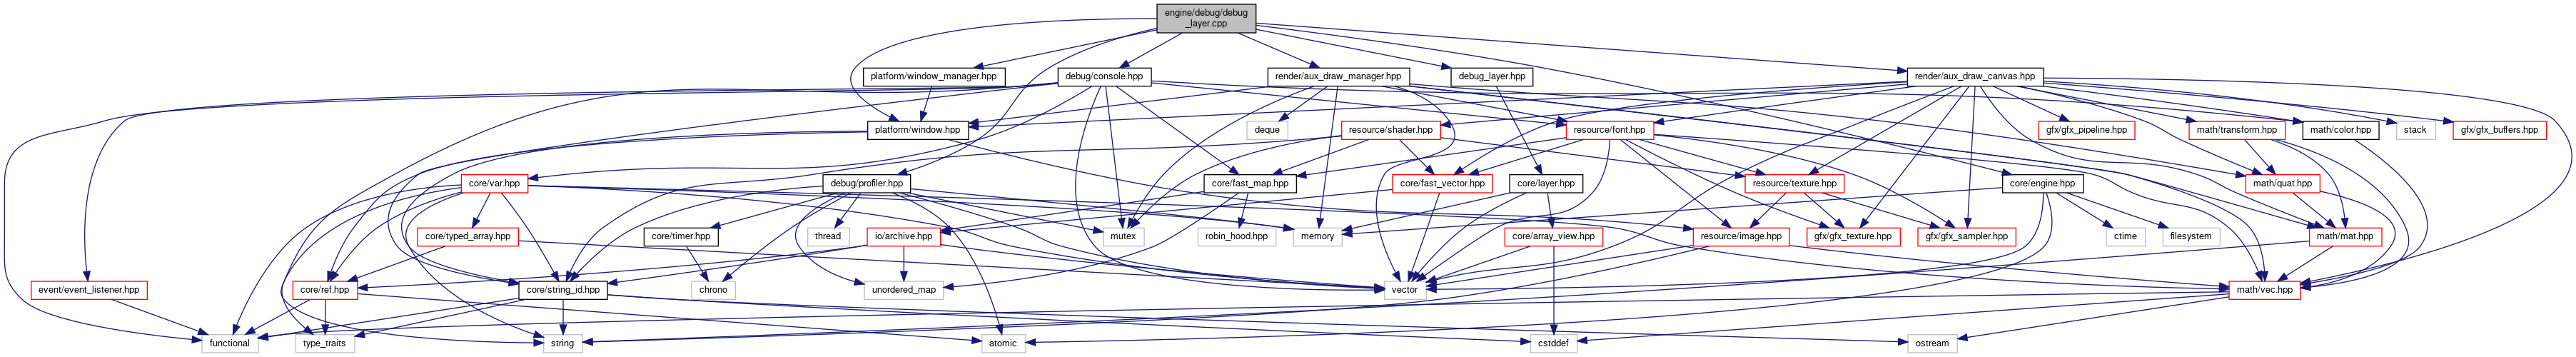 engine/debug/debug
_layer.cpp
platform/window_manager.hpp
debug/console.hpp
render/aux_draw_manager.hpp
debug_layer.hpp
render/aux_draw_canvas.hpp
platform/window.hpp
deque
resource/shader.hpp
resource/font.hpp
gfx/gfx_pipeline.hpp
math/transform.hpp
math/color.hpp
stack
gfx/gfx_buffers.hpp
core/var.hpp
debug/profiler.hpp
core/fast_map.hpp
core/fast_vector.hpp
core/layer.hpp
resource/texture.hpp
core/engine.hpp
math/quat.hpp
core/typed_array.hpp
core/timer.hpp
thread
io/archive.hpp
mutex
robin_hood.hpp
memory
core/array_view.hpp
resource/image.hpp
gfx/gfx_texture.hpp
gfx/gfx_sampler.hpp
ctime
filesystem
math/mat.hpp
event/event_listener.hpp
core/ref.hpp
core/string_id.hpp
chrono
unordered_map
vector
math/vec.hpp
functional
type_traits
string
atomic
cstddef
ostream